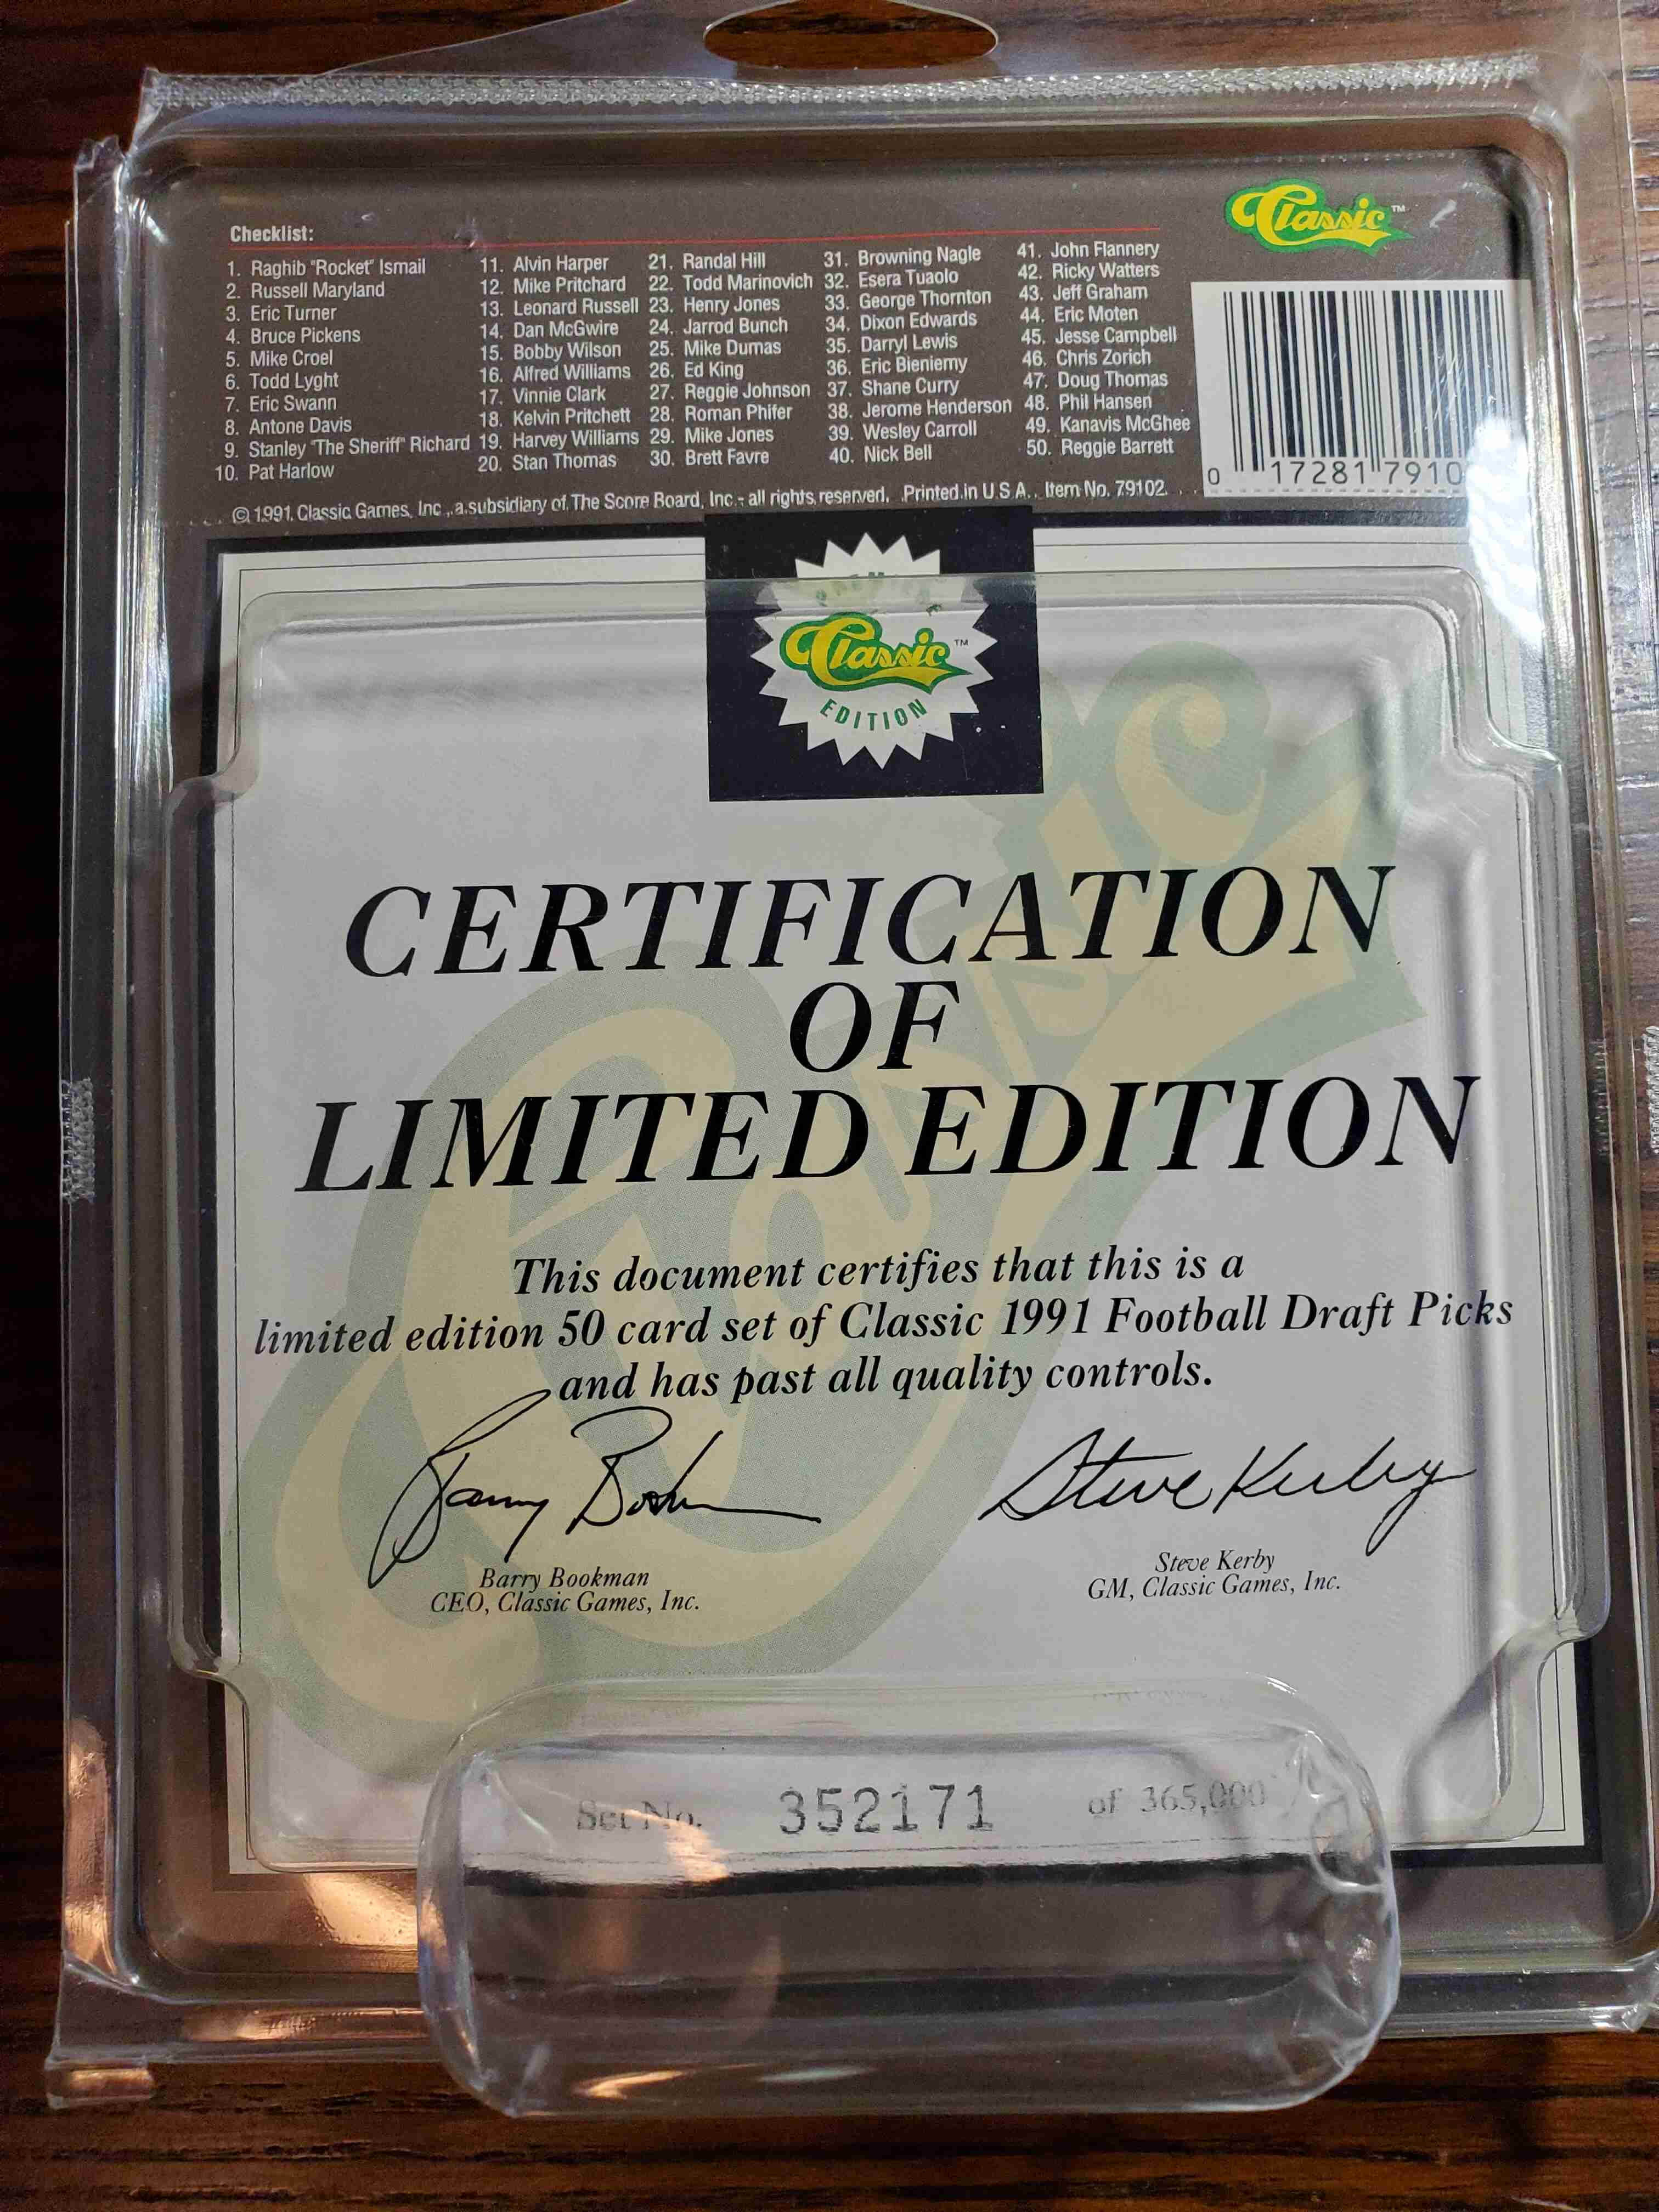 Classic™
Checklist:
1. Raghib "Rocket" Ismail
2. Russell Maryland
3. Eric Turner
4. Bruce Pickens
5. Mike Croel
6. Todd Lyght
7. Eric Swann
8. Antone Davis
9. Stanley "The Sheriff" Richard
10. Pat Harlow
11. Alvin Harper
12. Mike Pritchard
13. Leonard Russell
14. Dan McGwire
15. Bobby Wilson
16. Alfred Williams
17. Vinnie Clark
18. Kelvin Pritchett
19. Harvey Williams
20. Stan Thomas
21. Randal Hill
22. Todd Marinovich
23. Henry Jones
24. Jarrod Bunch
25. Mike Dumas
26. Ed King
27. Reggie Johnson
28. Roman Phifer
29. Mike Jones
30. Brett Favre
31. Browning Nagle
32. Esera Tuaolo
33. George Thornton
34. Dixon Edwards
35. Darryl Lewis
36. Eric Bieniemy
37. Shane Curry
38. Jerome Henderson
39. Wesley Carroll
40. Nick Bell
41. John Flannery
42. Ricky Watters
43. Jeff Graham
44. Eric Moten
45. Jesse Campbell
46. Chris Zorich
47. Doug Thomas
48. Phil Hansen
49. Kanavis McGhee
50. Reggie Barrett
0 17281 7910
© 1991, Classic Games, Inc., a subsidiary of The Score Board, Inc. - all rights reserved. Printed in U.S.A. Item No. 79102
Classic™
EDITION
CERTIFICATION
OF
LIMITED EDITION
This document certifies that this is a
limited edition 50 card set of Classic 1991 Football Draft Picks
and has past all quality controls.
Barry Bookman
Steve Kerby
Barry Bookman
CEO, Classic Games, Inc.
Steve Kerby
GM, Classic Games, Inc.
Set No. 352171 of 365,000